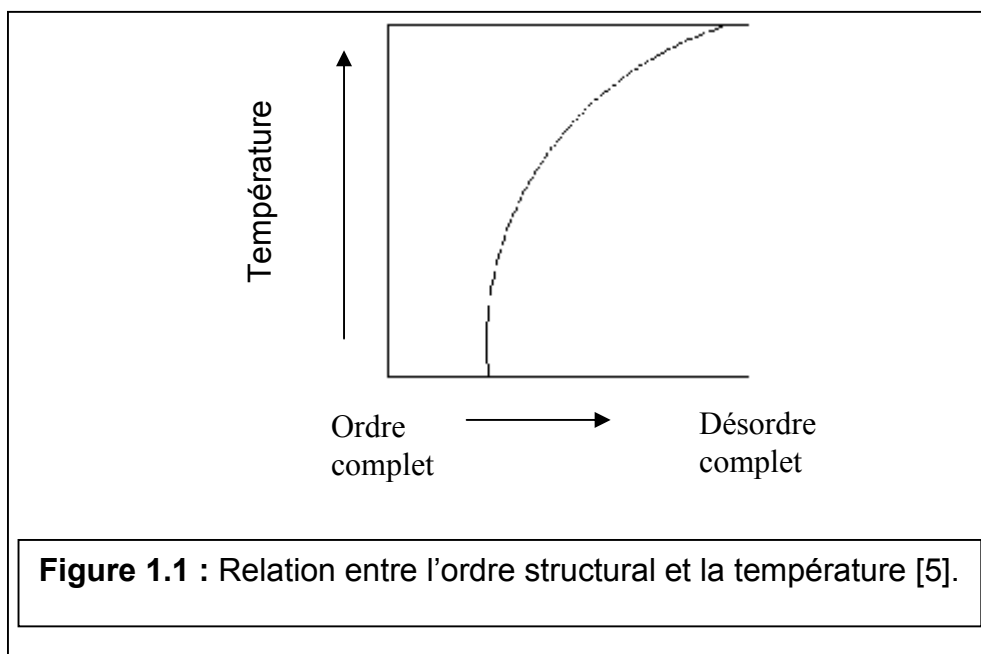 Température
Ordre
complet
Désordre
complet
Figure 1.1 : Relation entre l’ordre structural et la température [5].